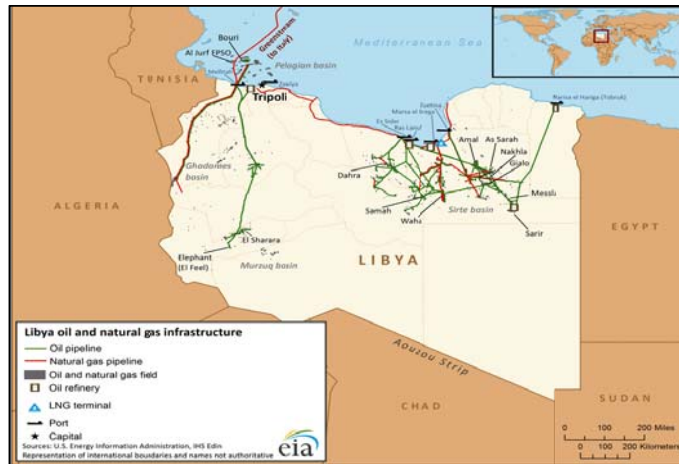 Bouri
Al Jurf FPSO
Greenstream
(to Italy)
Mediterranean Sea
Pelagian basin
TUNISIA
Mellitah
Zawiya
Tripoli
Zueitina
Marsa el Hariga (Tobruk)
Marsa el Brega
Es Sider
Ras Lanuf
Amal
As Sarah
Nakhla
Gialo
Ghadames
basin
Dahra
Messla
ALGERIA
Samah
Waha
Sirte basin
EGYPT
Sarir
El Sharara
Elephant
(El Feel)
Murzuq basin
LIBYA
Aouzou Strip
Libya oil and natural gas infrastructure
Oil pipeline
Natural gas pipeline
Oil and natural gas field
Oil refinery
LNG terminal
Port
Capital
Sources: U.S. Energy Information Administration, IHS Edin
Representation of international boundaries and names not authoritative
eia
CHAD
SUDAN
0 100 200 Miles
0 100 200 Kilometers